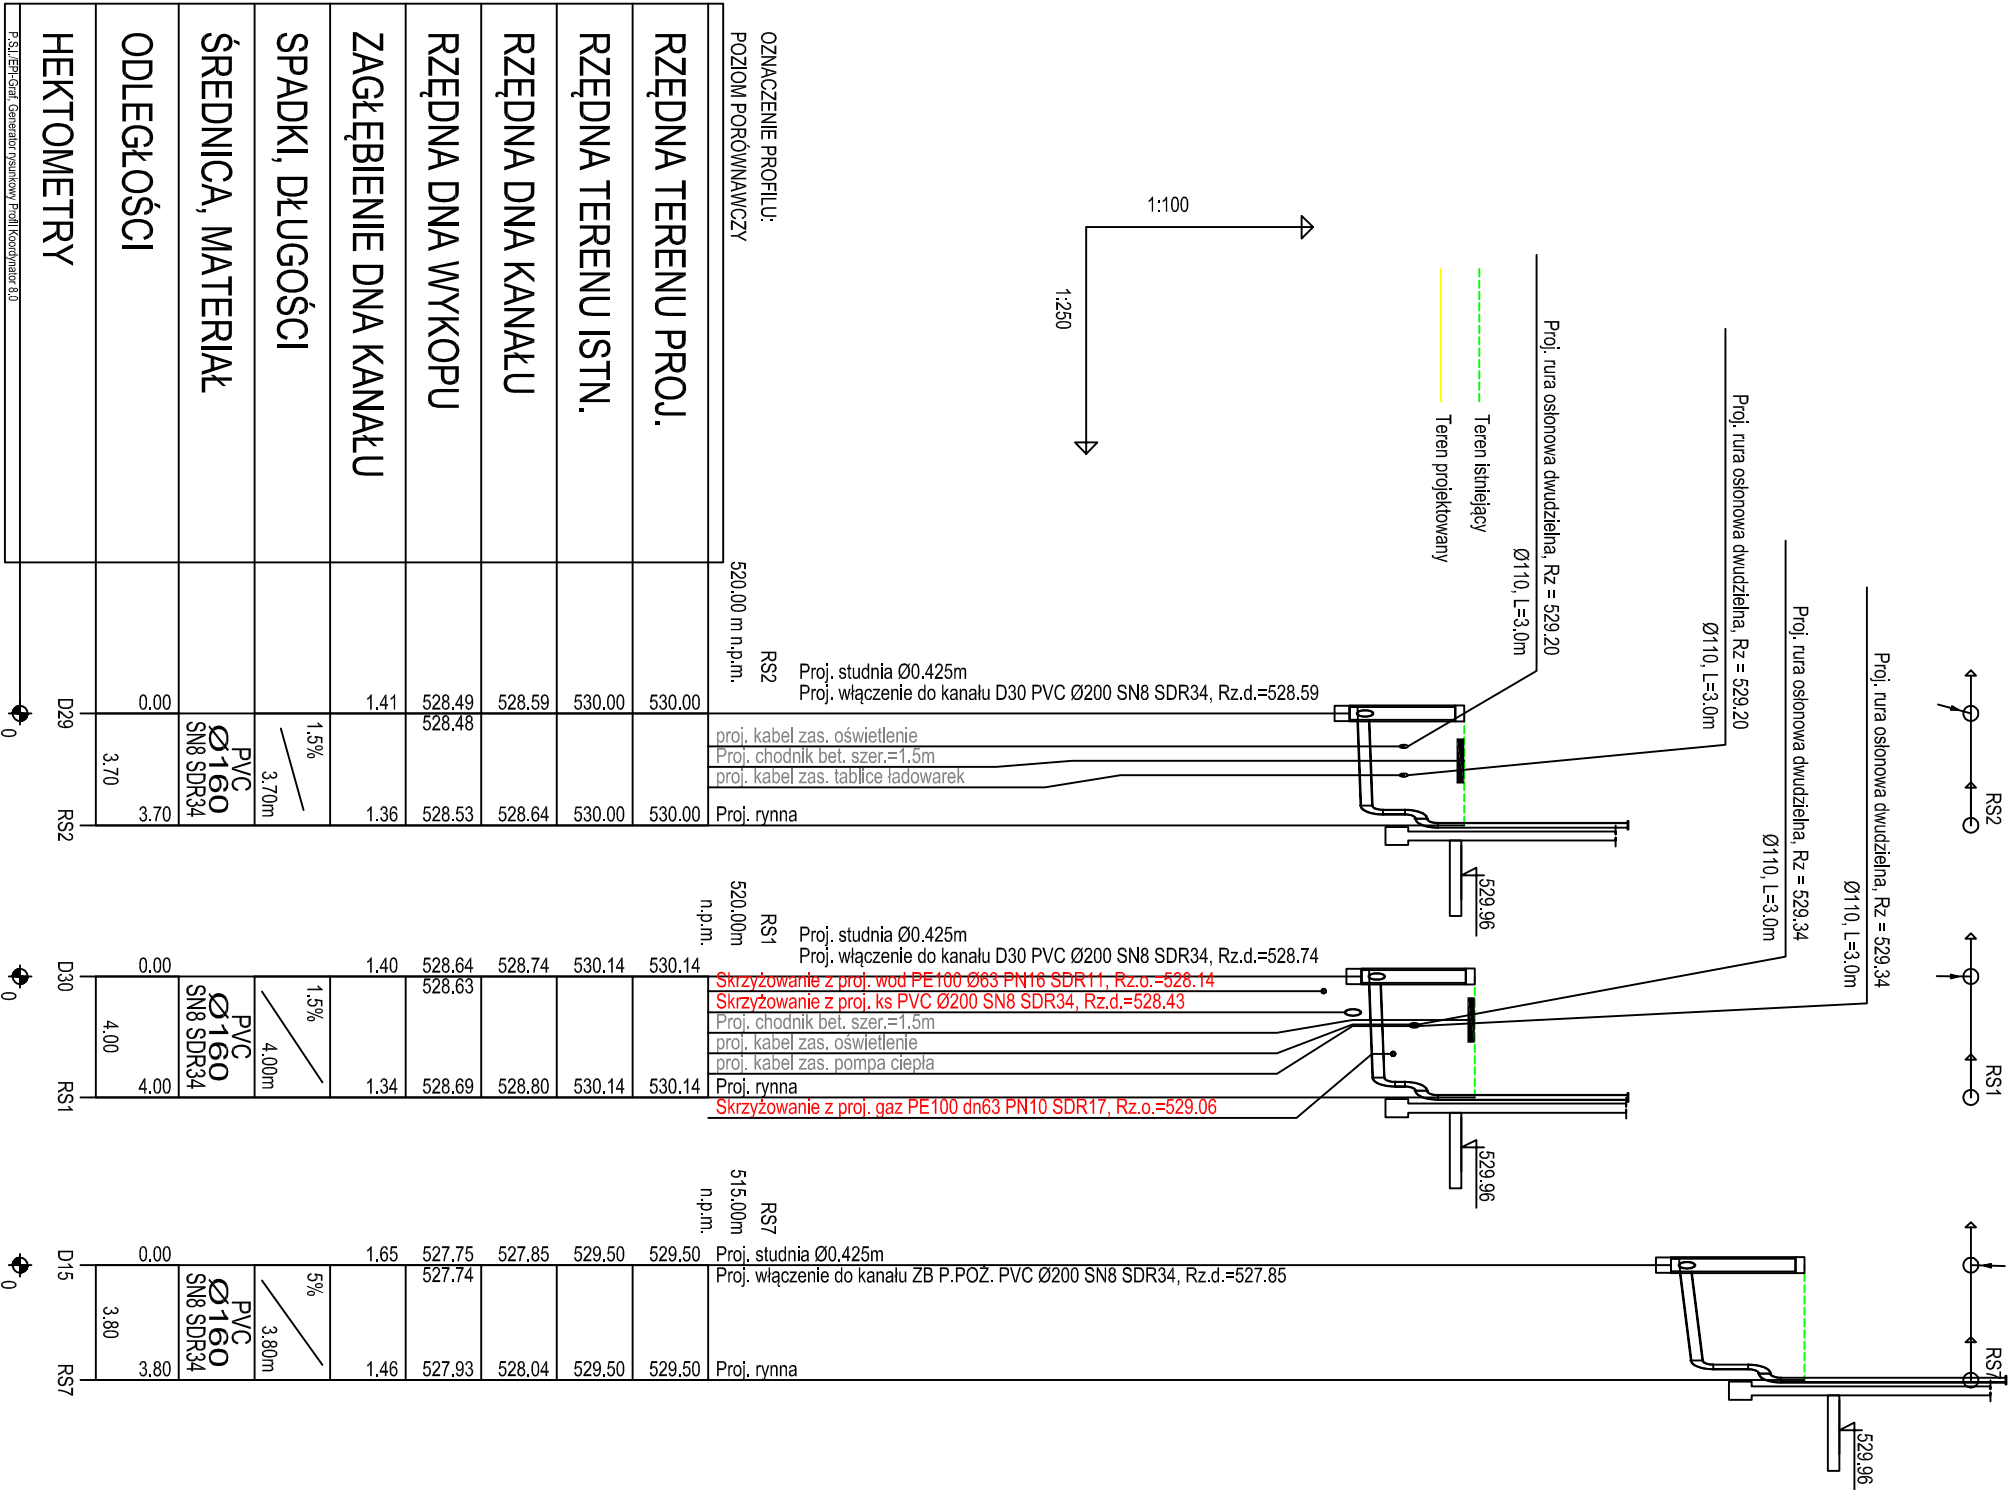 Proj. rura osłonowa dwudzielna, Rz = 529.20
Ø110, L=3.0m
Proj. rura osłonowa dwudzielna, Rz = 529.20
Ø110, L=3.0m
Proj. rura osłonowa dwudzielna, Rz = 529.34
Ø110, L=3.0m
Proj. rura osłonowa dwudzielna, Rz = 529.34
Ø110, L=3.0m
Teren istniejący
Teren projektowany
1:100
1:250
OZNACZENIE PROFILU:
POZIOM PORÓWNAWCZY
RZĘDNA TERENU PROJ.
RZĘDNA TERENU ISTN.
RZĘDNA DNA KANAŁU
RZĘDNA DNA WYKOPU
ZAGŁĘBIENIE DNA KANAŁU
SPADKI, DŁUGOŚCI
ŚREDNICA, MATERIAŁ
ODLEGŁOŚCI
HEKTOMETRY
P.S.I./EPI-Graf, Generator rysunkowy Profil Koordynator 8.0
RS2
RS2
520.00 m n.p.m.
Proj. studnia Ø0.425m
Proj. włączenie do kanału D30 PVC Ø200 SN8 SDR34, Rz.d.=528.59
proj. kabel zas. oświetlenie
Proj. chodnik bet. szer.=1.5m
proj. kabel zas. tablice ładowarek
Proj. rynna
529.96
530.00 530.00
530.00 530.00
528.59 528.64
528.49 528.48 528.53
1.41 1.36
1.5% 3.70m
PVC
Ø160
SN8 SDR34
0.00 3.70
3.70
D29 RS2
0
RS1
RS1
520.00m
n.p.m.
Proj. studnia Ø0.425m
Proj. włączenie do kanału D30 PVC Ø200 SN8 SDR34, Rz.d.=528.74
Skrzyżowanie z proj. wod PE100 Ø63 PN16 SDR11, Rz.o.=528.14
Skrzyżowanie z proj. ks PVC Ø200 SN8 SDR34, Rz.d.=528.43
Proj. chodnik bet. szer.=1.5m
proj. kabel zas. oświetlenie
proj. kabel zas. pompa ciepła
Proj. rynna
Skrzyżowanie z proj. gaz PE100 dn63 PN10 SDR17, Rz.o.=529.06
529.96
530.14 530.14
530.14 530.14
528.74 528.80
528.64 528.63 528.69
1.40 1.34
1.5% 4.00m
PVC
Ø160
SN8 SDR34
0.00 4.00
4.00
D30 RS1
0
RS7
RS7
515.00m
n.p.m.
Proj. studnia Ø0.425m
Proj. włączenie do kanału ZB P.POŻ. PVC Ø200 SN8 SDR34, Rz.d.=527.85
Proj. rynna
529.96
529.50 529.50
529.50 529.50
527.85 528.04
527.75 527.74 527.93
1.65 1.46
5% 3.80m
PVC
Ø160
SN8 SDR34
0.00 3.80
3.80
D15 RS7
0